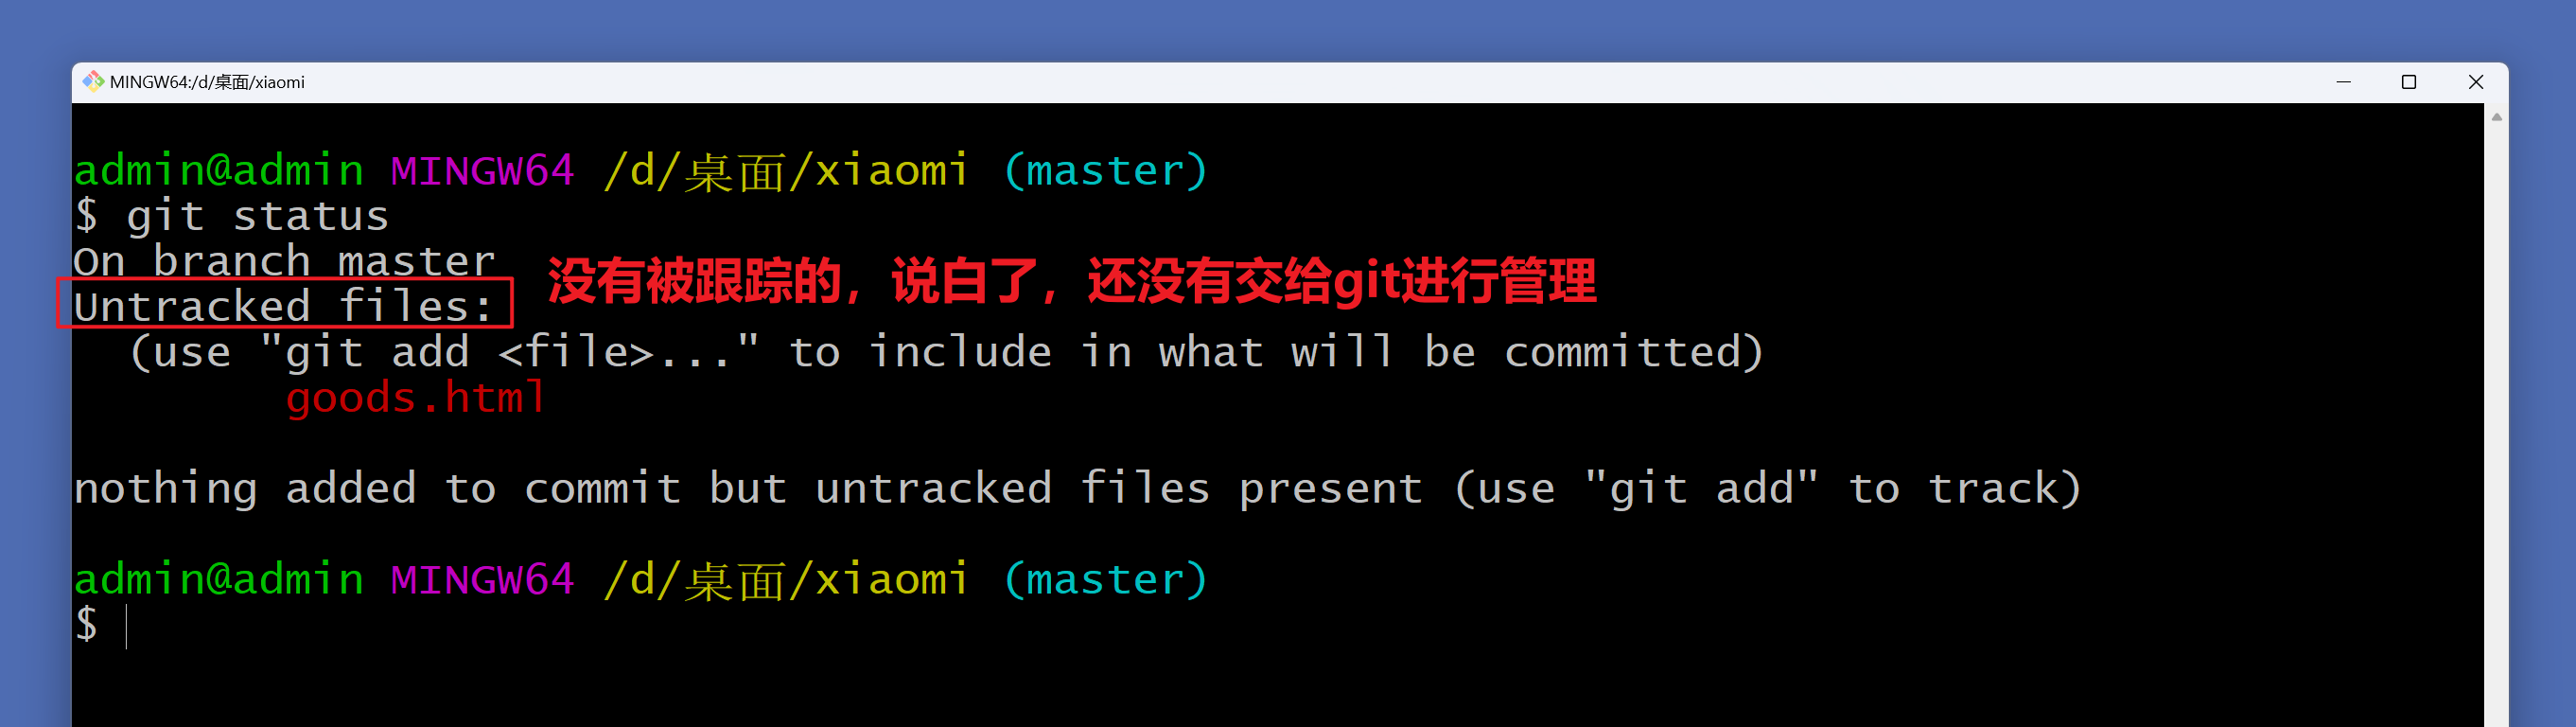 MINGW64:/d/桌面/xiaomi
admin@admin MINGW64 /d/桌面/xiaomi (master)
$ git status
On branch master
没有被跟踪的，说白了，还没有交给git进行管理
Untracked files:
(use "git add <file>..." to include in what will be committed)
goods.html
nothing added to commit but untracked files present (use "git add" to track)
admin@admin MINGW64 /d/桌面/xiaomi (master)
$